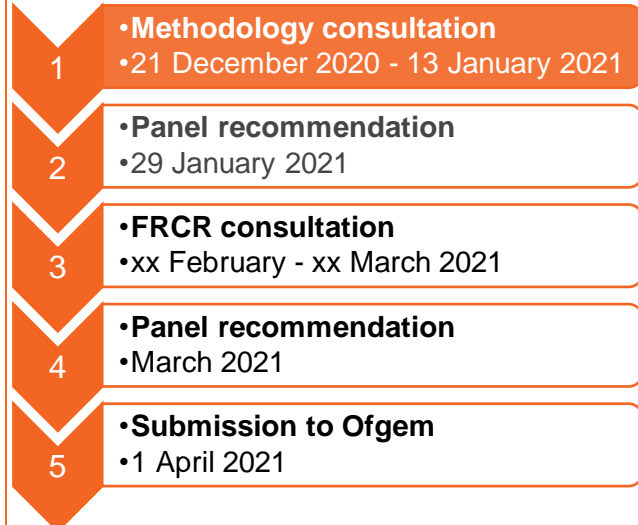 1
•Methodology consultation
•21 December 2020 - 13 January 2021
2
•Panel recommendation
•29 January 2021
3
•FRCR consultation
•xx February - xx March 2021
4
•Panel recommendation
•March 2021
5
•Submission to Ofgem
•1 April 2021